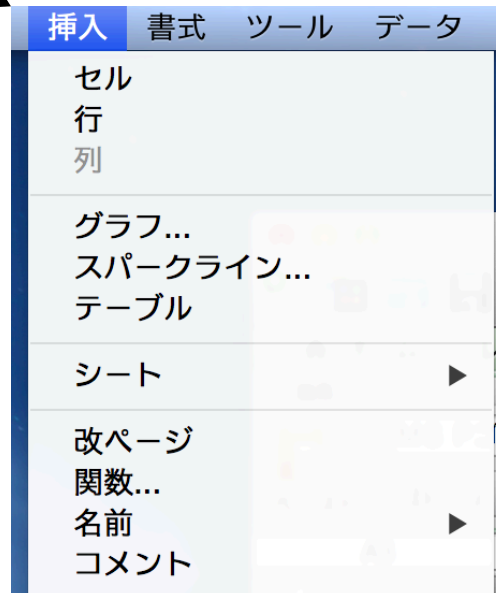 挿入 書式 ツール データ
セル
行
列
グラフ...
スパークライン...
テーブル
シート
改ページ
関数...
名前
コメント